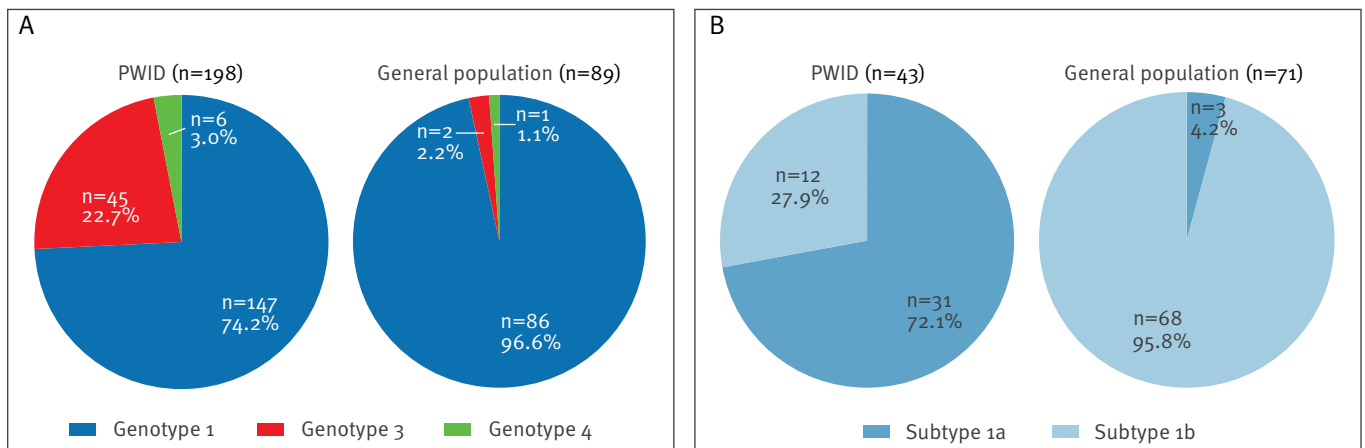 A
PWID (n=198)
General population (n=89)
n=6
3.0%
n=45
22.7%
n=147
74.2%
n=2
2.2%
n=1
1.1%
n=86
96.6%
Genotype 1
Genotype 3
Genotype 4
B
PWID (n=43)
General population (n=71)
n=12
27.9%
n=31
72.1%
n=3
4.2%
n=68
95.8%
Subtype 1a
Subtype 1b